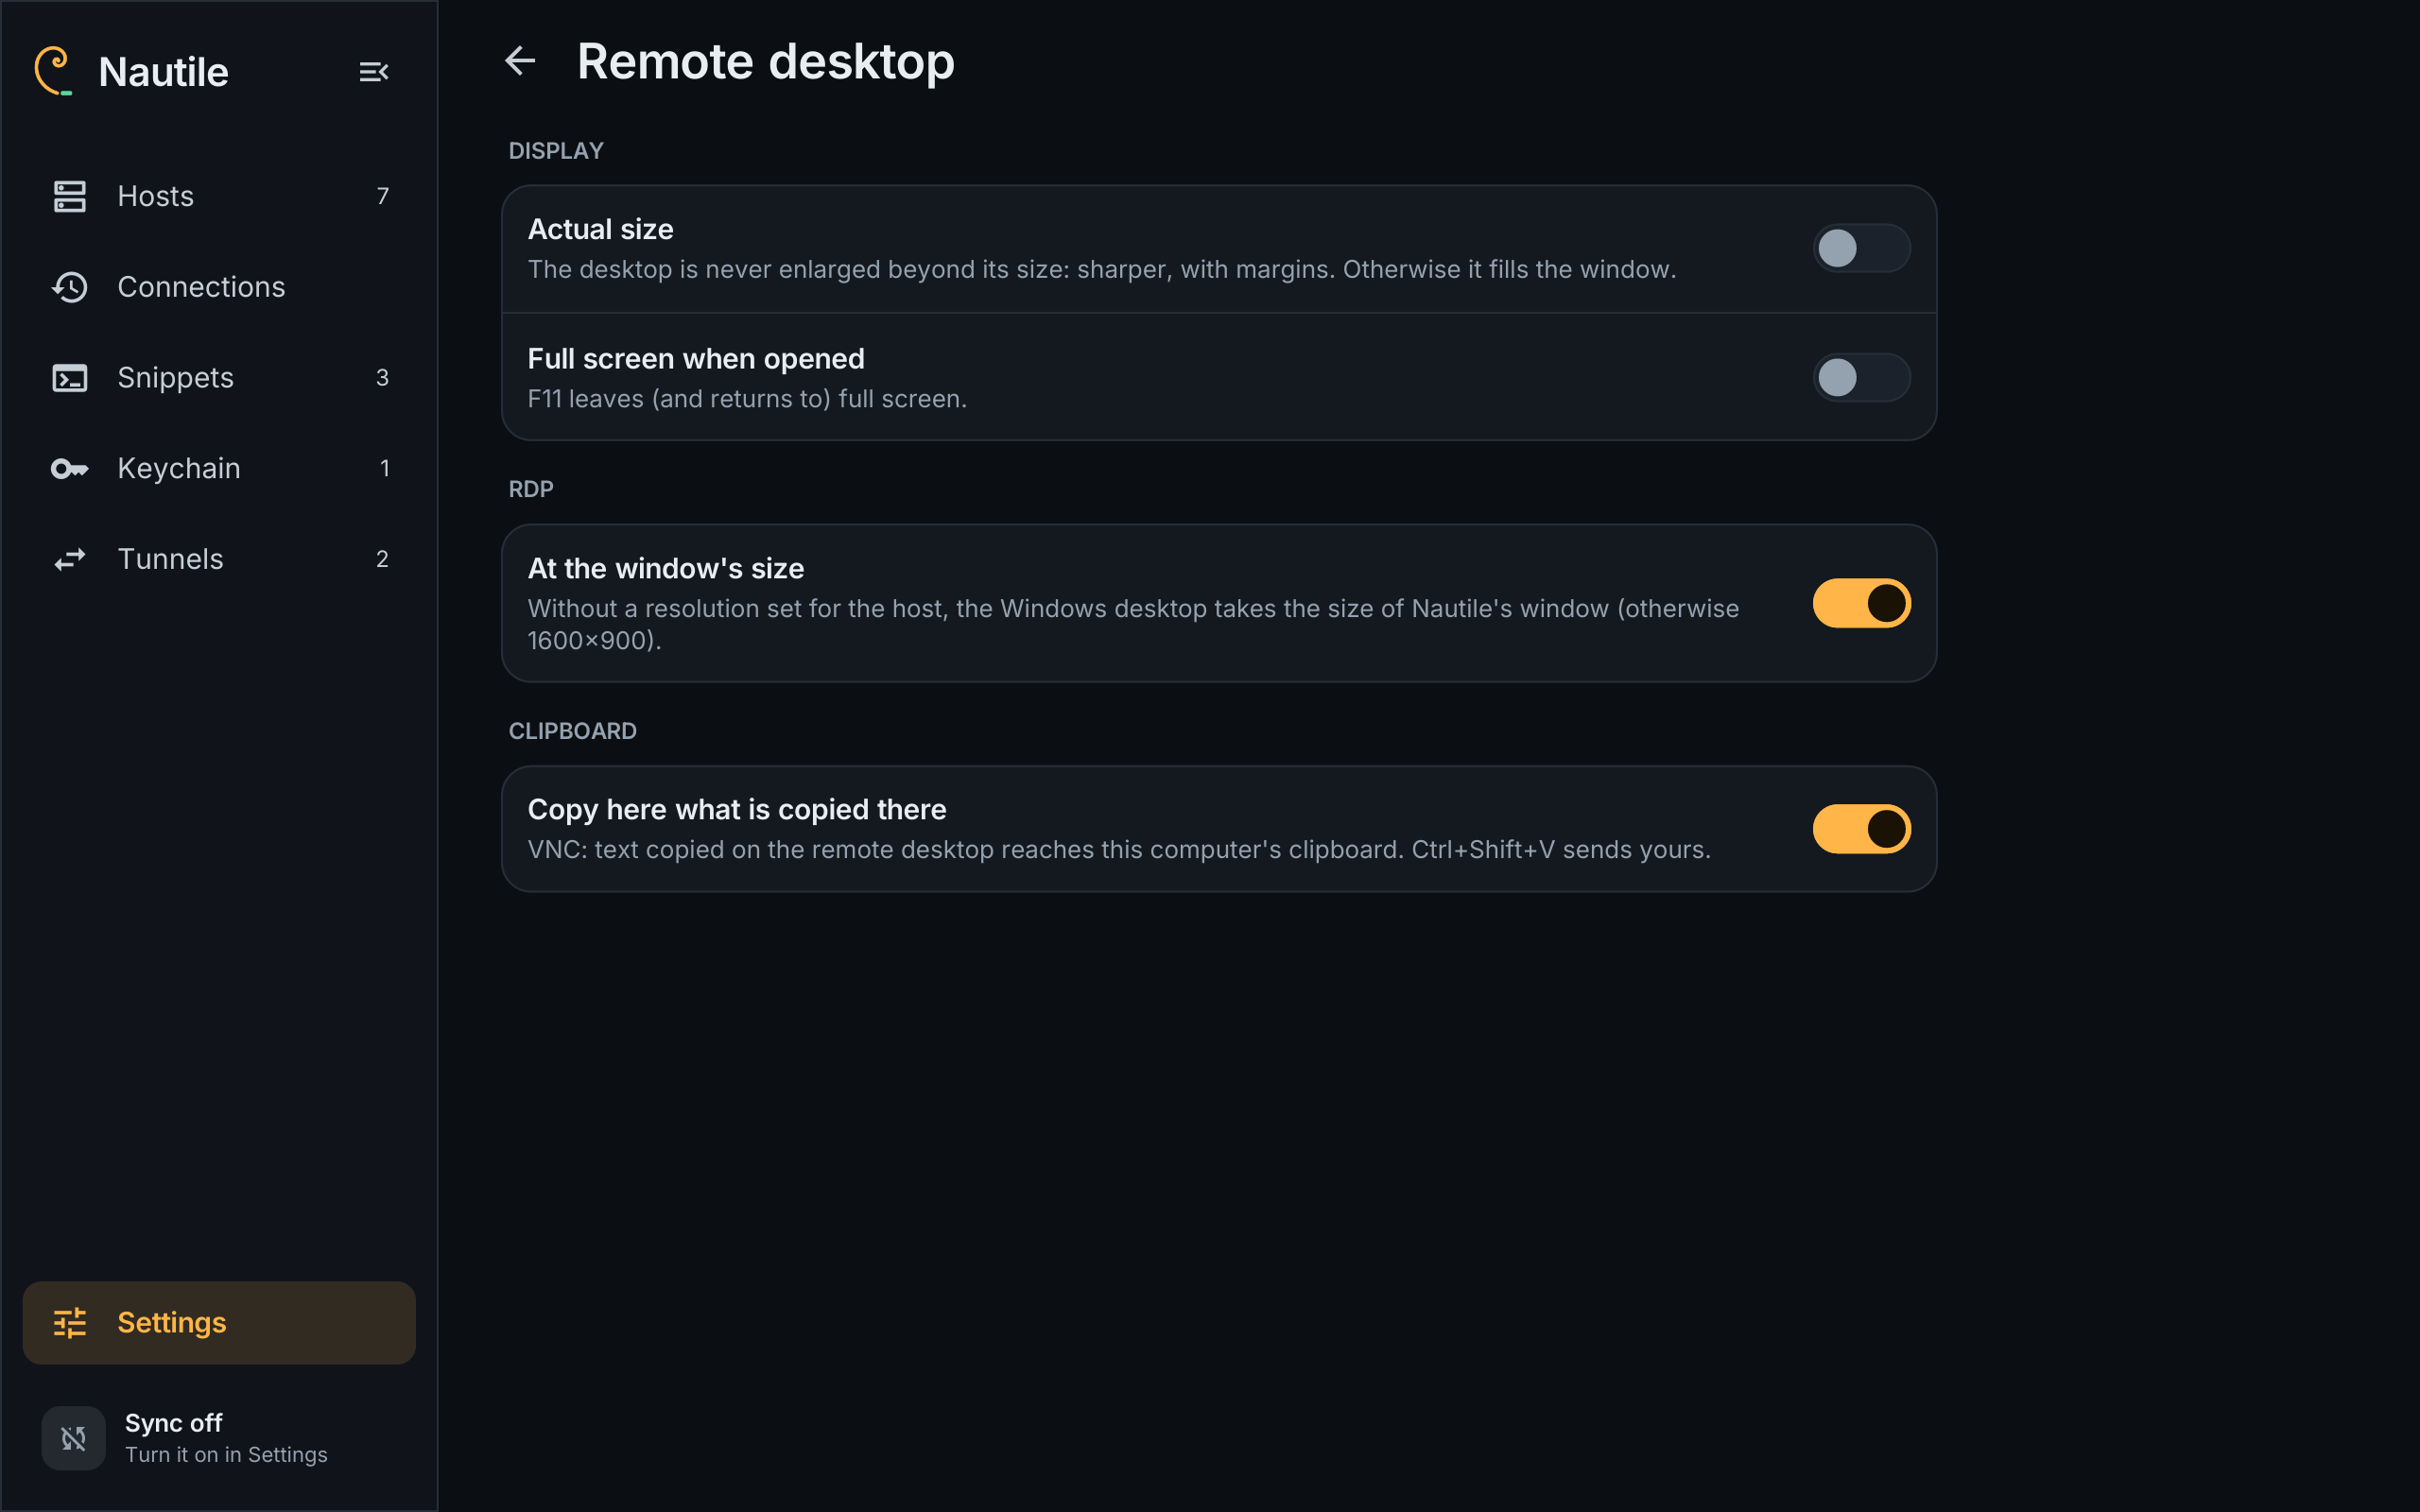 Nautile
Hosts 7
Connections
Snippets 3
Keychain 1
Tunnels 2
Settings
Sync off
Turn it on in Settings
Remote desktop
DISPLAY
Actual size
The desktop is never enlarged beyond its size: sharper, with margins. Otherwise it fills the window.
Full screen when opened
F11 leaves (and returns to) full screen.
RDP
At the window's size
Without a resolution set for the host, the Windows desktop takes the size of Nautile's window (otherwise
1600×900).
CLIPBOARD
Copy here what is copied there
VNC: text copied on the remote desktop reaches this computer's clipboard. Ctrl+Shift+V sends yours.